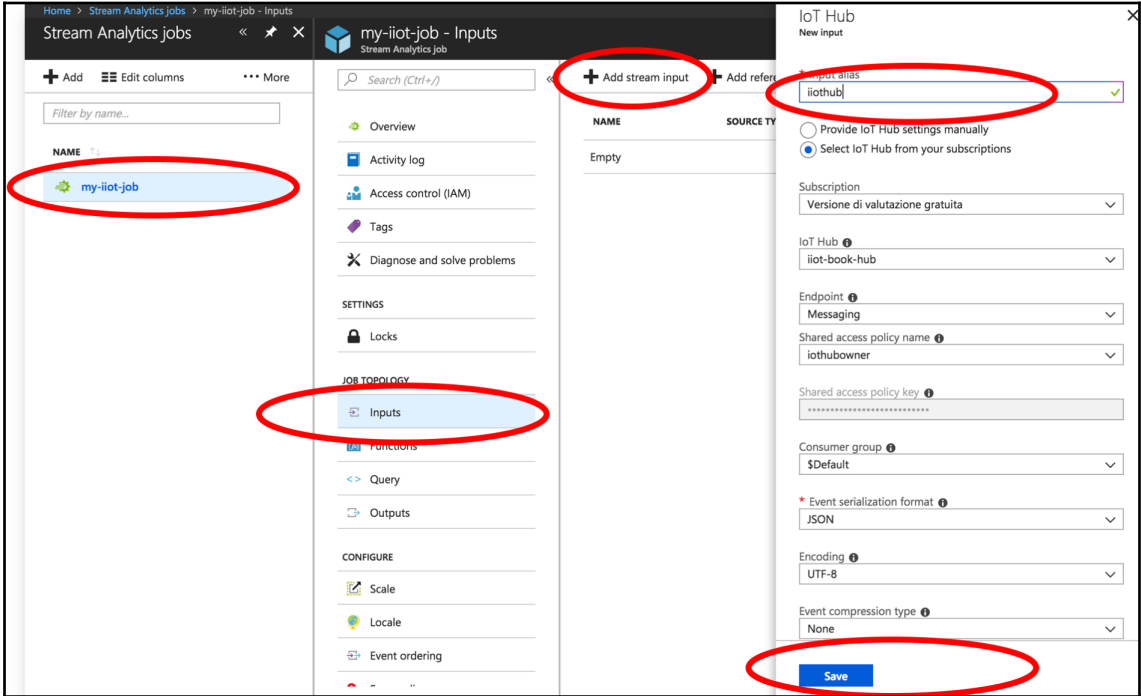 Home > Stream Analytics jobs > my-iiot-job - Inputs
Stream Analytics jobs
Add
Edit columns
More
Filter by name...
NAME
my-iiot-job
my-iiot-job - Inputs
Stream Analytics job
Search (Ctrl+/)
Overview
Activity log
Access control (IAM)
Tags
Diagnose and solve problems
SETTINGS
Locks
JOB TOPOLOGY
Inputs
Functions
Query
Outputs
CONFIGURE
Scale
Locale
Event ordering
Add stream input
Add refere
NAME
SOURCE TY
Empty
IoT Hub
New input
* Input alias
iiothub
Provide IoT Hub settings manually
Select IoT Hub from your subscriptions
Subscription
Versione di valutazione gratuita
IoT Hub
iiot-book-hub
Endpoint
Messaging
Shared access policy name
iothubowner
Shared access policy key
Consumer group
$Default
* Event serialization format
JSON
Encoding
UTF-8
Event compression type
None
Save